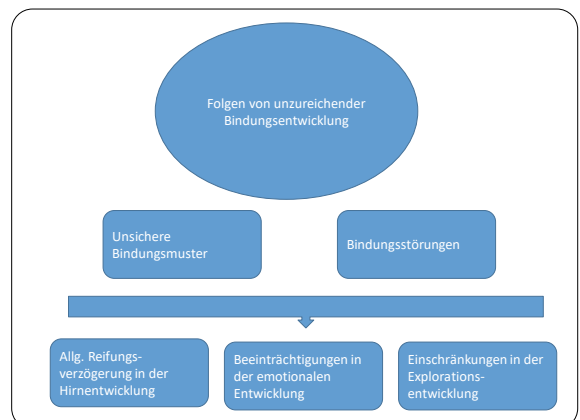 Folgen von unzureichender
Bindungsentwicklung
Unsichere
Bindungsmuster
Bindungsstörungen
Allg. Reifungs-
verzögerung in der
Hirnentwicklung
Beeinträchtigungen in
der emotionalen
Entwicklung
Einschränkungen in der
Explorations-
entwicklung